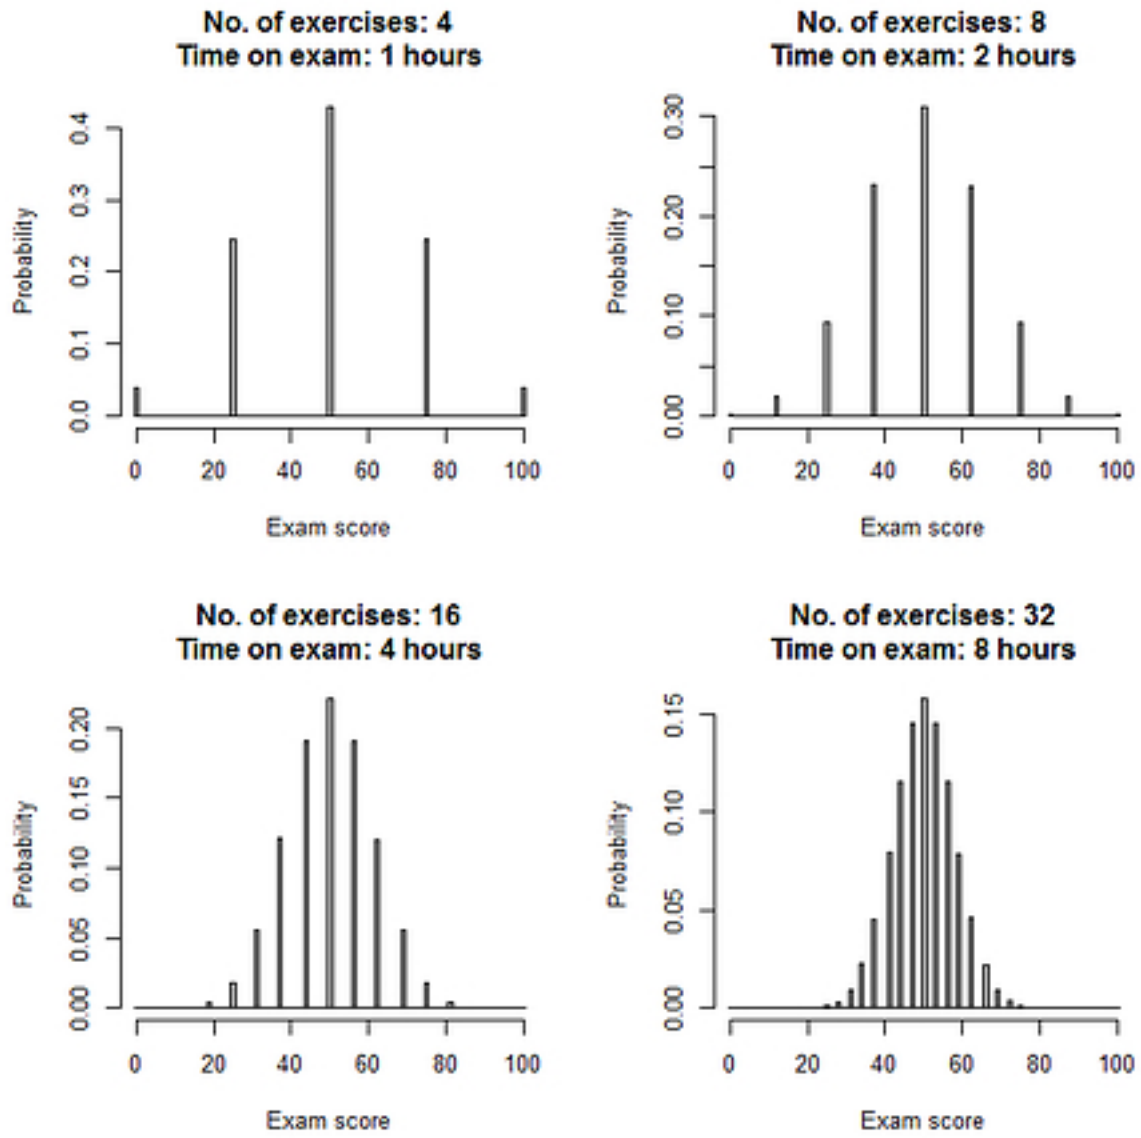 No. of exercises: 4
Time on exam: 1 hours
Probability
0.4
0.3
0.2
0.1
0.0
0 20 40 60 80 100
Exam score
No. of exercises: 8
Time on exam: 2 hours
Probability
0.30
0.20
0.10
0.00
0 20 40 60 80 100
Exam score
No. of exercises: 16
Time on exam: 4 hours
Probability
0.20
0.15
0.10
0.05
0.00
0 20 40 60 80 100
Exam score
No. of exercises: 32
Time on exam: 8 hours
Probability
0.15
0.10
0.05
0.00
0 20 40 60 80 100
Exam score